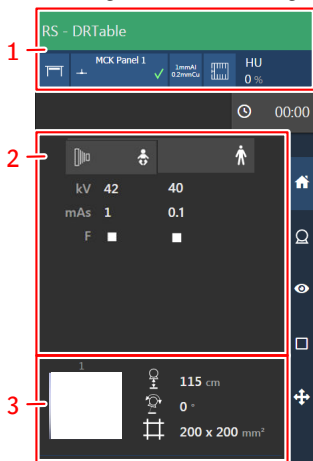 RS - DRTable
1
MCK Panel 1
1mmAl
0.2mmCu
HU
0 %
00:00
2
kV 42 40
mAs 1 0.1
F
3
1
115 cm
0 °
200 x 200 mm²